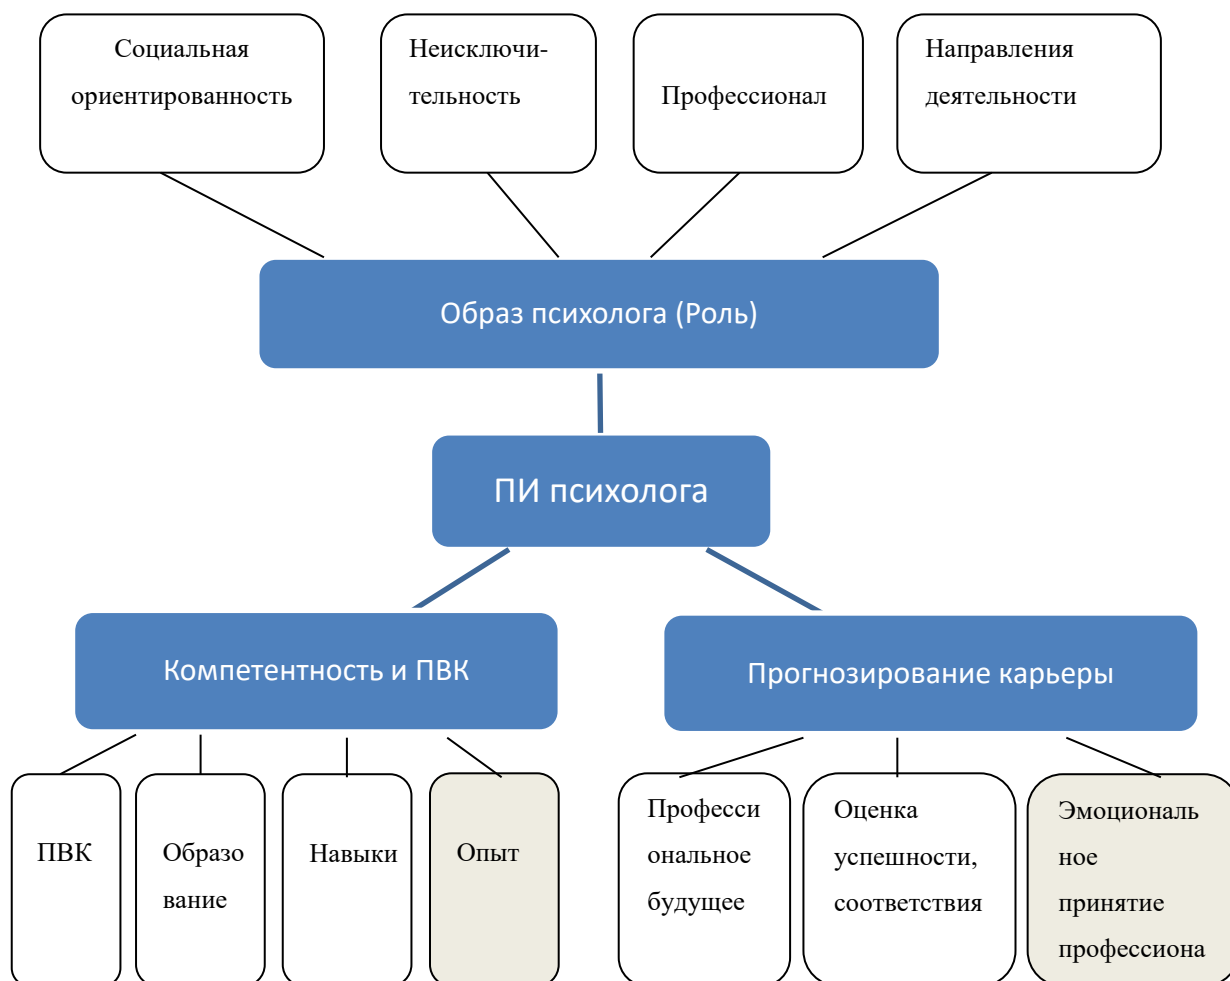 Социальная
ориентированность
Неисключи-
тельность
Профессионал
Направления
деятельности
Образ психолога (Роль)
ПИ психолога
Компетентность и ПВК
Прогнозирование карьеры
ПВК
Образо
вание
Навыки
Опыт
Професси
ональное
будущее
Оценка
успешности,
соответствия
Эмоциональ
ное
принятие
профессиона